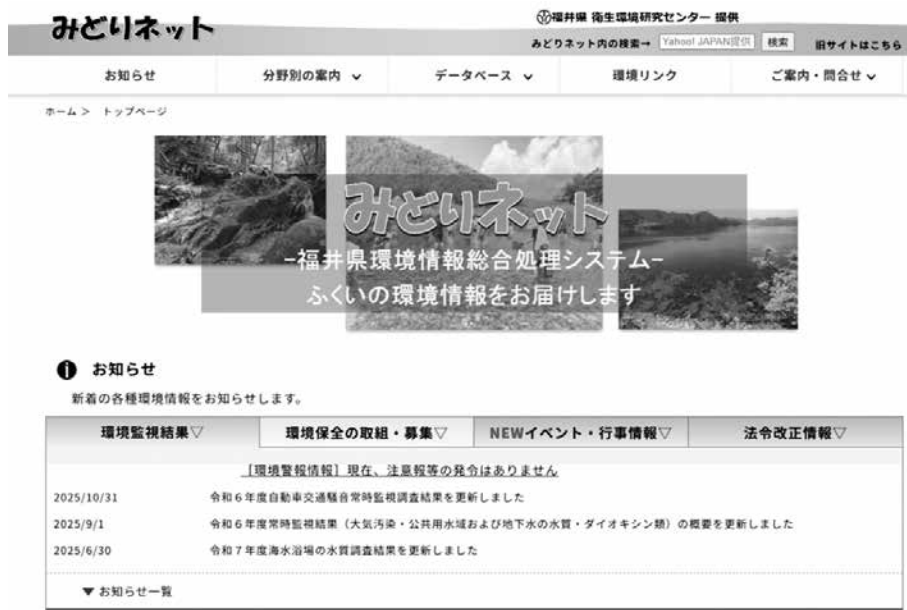 みどりネット
福井県 衛生環境研究センター 提供
みどりネット内の検索→ Yahoo! JAPAN提供 検索 旧サイトはこちら
お知らせ 分野別の案内 データベース 環境リンク ご案内・問合せ
ホーム > トップページ
みどりネット
-福井県環境情報総合処理システム-
ふくいの環境情報をお届けします
お知らせ
新着の各種環境情報をお知らせします。
環境監視結果▽ 環境保全の取組・募集▽ NEWイベント・行事情報▽ 法令改正情報▽
[環境警報情報] 現在、注意報等の発令はありません
2025/10/31 令和6年度自動車交通騒音常時監視調査結果を更新しました
2025/9/1 令和6年度常時監視結果(大気汚染・公共用水域および地下水の水質・ダイオキシン類)の概要を更新しました
2025/6/30 令和7年度海水浴場の水質調査結果を更新しました
▼お知らせ一覧